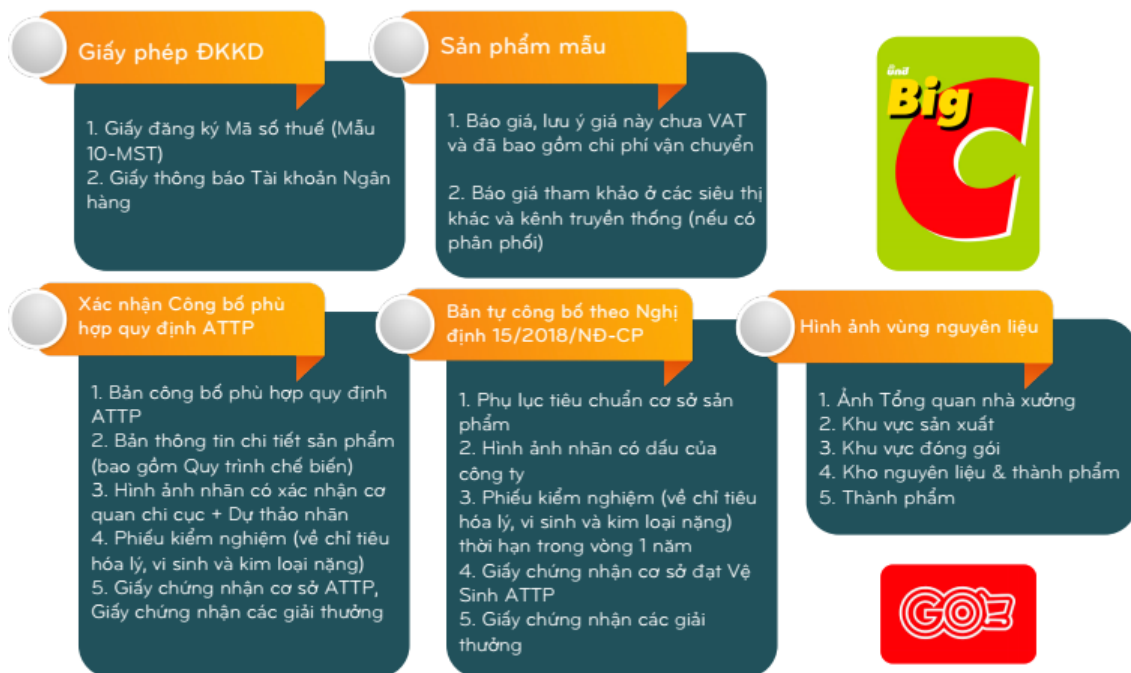 Giấy phép ĐKKD
1. Giấy đăng ký Mã số thuế (Mẫu
10-MST)
2. Giấy thông báo Tài khoản Ngân
hàng
Sản phẩm mẫu
1. Báo giá, lưu ý giá này chưa VAT
và đã bao gồm chi phí vận chuyển
2. Báo giá tham khảo ở các siêu thị
khác và kênh truyền thống (nếu có
phân phối)
Big
C
Xác nhận Công bố phù
hợp quy định ATTP
1. Bản công bố phù hợp quy định
ATTP
2. Bản thông tin chi tiết sản phẩm
(bao gồm Quy trình chế biến)
3. Hình ảnh nhãn có xác nhận cơ
quan chi cục + Dự thảo nhãn
4. Phiếu kiểm nghiệm (về chỉ tiêu
hóa lý, vi sinh và kim loại nặng)
5. Giấy chứng nhận cơ sở ATTP,
Giấy chứng nhận các giải thưởng
Bản tự công bố theo Nghị
định 15/2018/NĐ-CP
1. Phụ lục tiêu chuẩn cơ sở sản
phẩm
2. Hình ảnh nhãn có dấu của
công ty
3. Phiếu kiểm nghiệm (về chỉ tiêu
hóa lý, vi sinh và kim loại nặng)
thời hạn trong vòng 1 năm
4. Giấy chứng nhận cơ sở đạt Vệ
Sinh ATTP
5. Giấy chứng nhận các giải
thưởng
Hình ảnh vùng nguyên liệu
1. Ảnh Tổng quan nhà xưởng
2. Khu vực sản xuất
3. Khu vực đóng gói
4. Kho nguyên liệu & thành phẩm
5. Thành phẩm
GO!